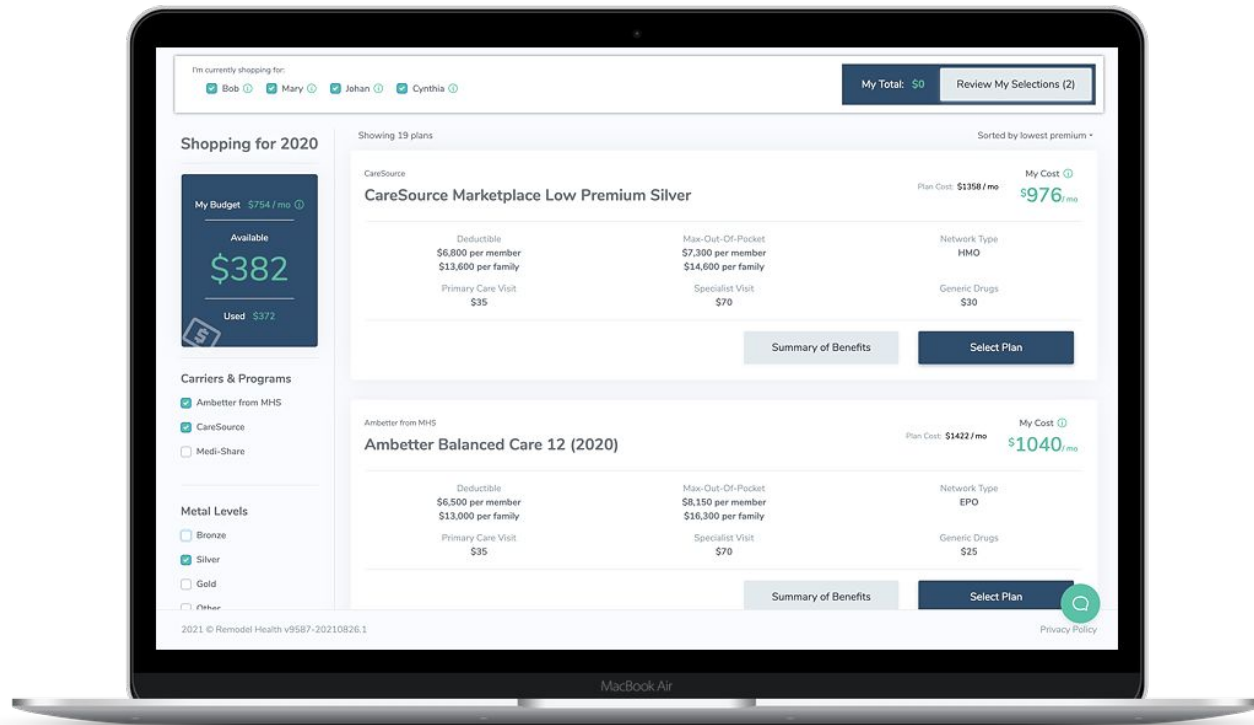 I'm currently shopping for:
Bob Mary Johan Cynthia
My Total: $0 Review My Selections (2)
Shopping for 2020
My Budget $754 / mo
Available
$382
Used $372
Carriers & Programs
Ambetter from MHS
CareSource
Medi-Share
Metal Levels
Bronze
Silver
Gold
Other
Showing 19 plans
Sorted by lowest premium
CareSource
CareSource Marketplace Low Premium Silver
Plan Cost: $1358 / mo
My Cost
$976/ mo
Deductible
$6,800 per member
$13,600 per family
Max-Out-Of-Pocket
$7,300 per member
$14,600 per family
Network Type
HMO
Primary Care Visit
$35
Specialist Visit
$70
Generic Drugs
$30
Summary of Benefits
Select Plan
Ambetter from MHS
Ambetter Balanced Care 12 (2020)
Plan Cost: $1422 / mo
My Cost
$1040/ mo
Deductible
$6,500 per member
$13,000 per family
Max-Out-Of-Pocket
$8,150 per member
$16,300 per family
Network Type
EPO
Primary Care Visit
$35
Specialist Visit
$70
Generic Drugs
$25
Summary of Benefits
Select Plan
2021 © Remodel Health v9587-20210826.1
Privacy Policy
MacBook Air